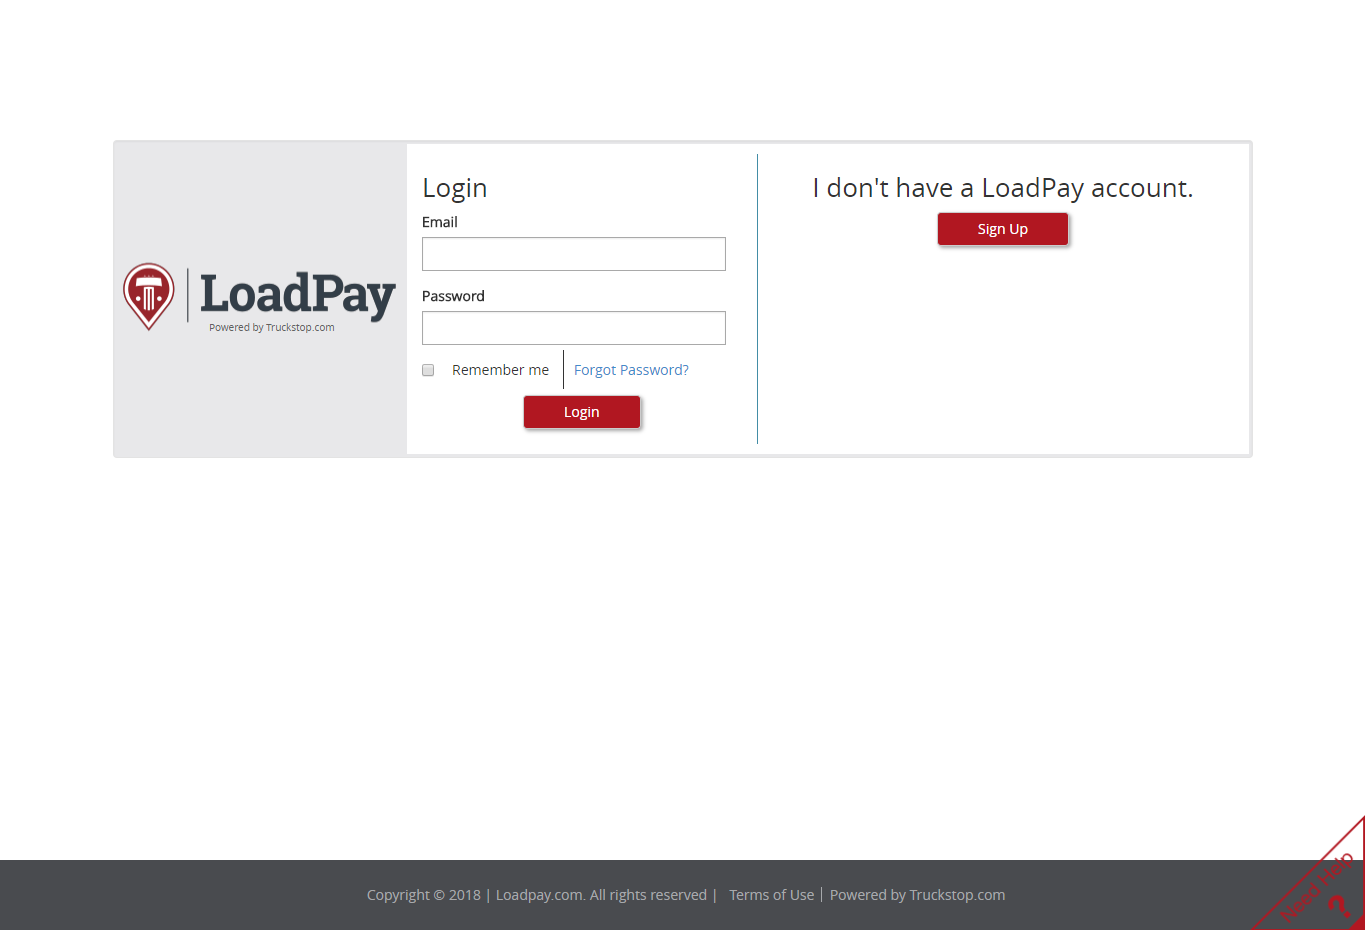 LoadPay
Powered by Truckstop.com
Login
Email
Password
Remember me
Forgot Password?
Login
I don't have a LoadPay account.
Sign Up
Copyright © 2018 | Loadpay.com. All rights reserved | Terms of Use | Powered by Truckstop.com
Need Help
?